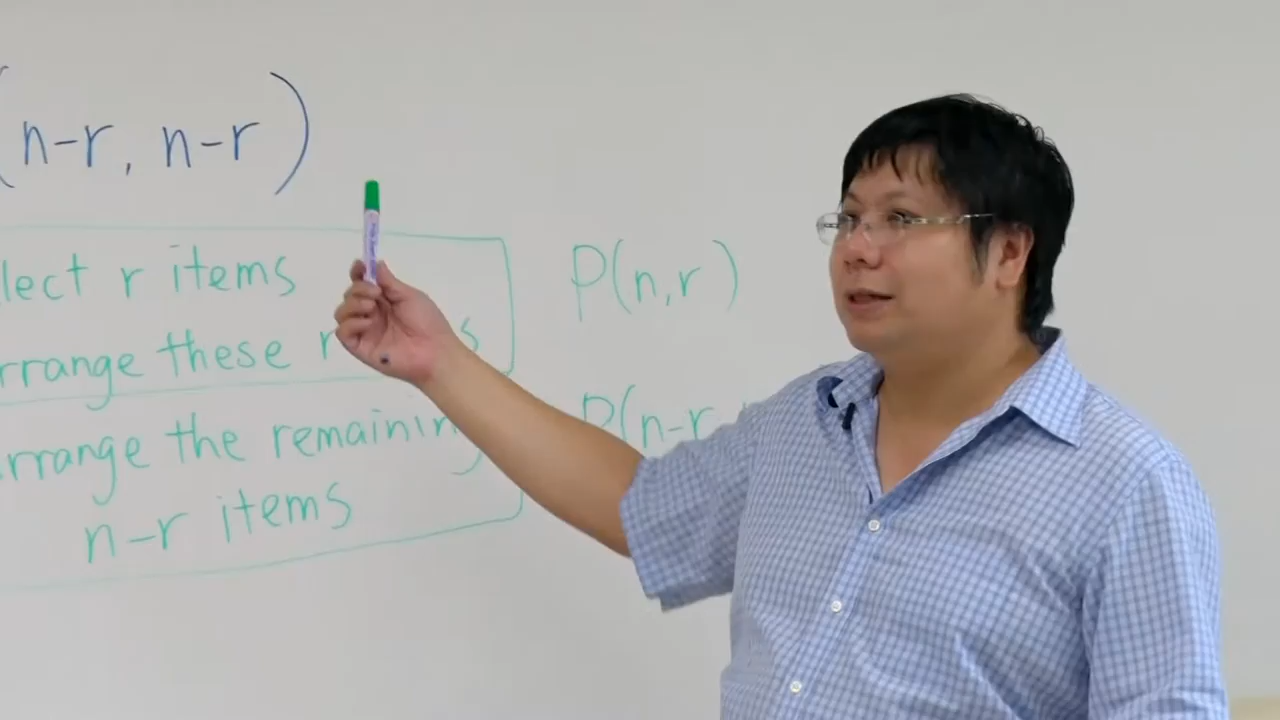 (n-r, n-r)
lect r items
P(n,r)
rrange these r
rrange the remaining
P(n-r
n-r items